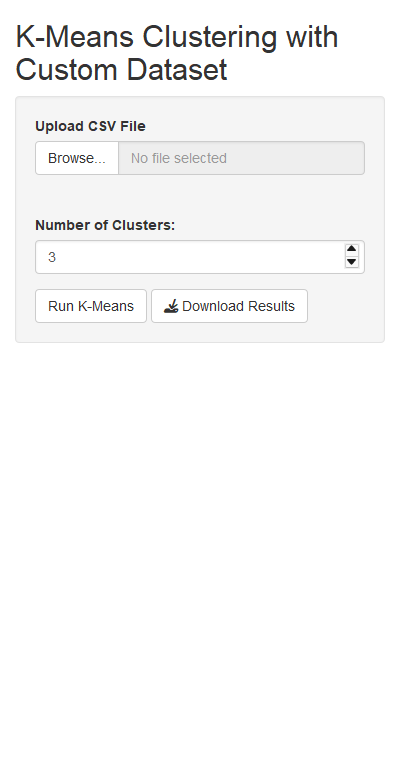 K-Means Clustering with
Custom Dataset
Upload CSV File
Browse... No file selected
Number of Clusters:
3
Run K-Means Download Results